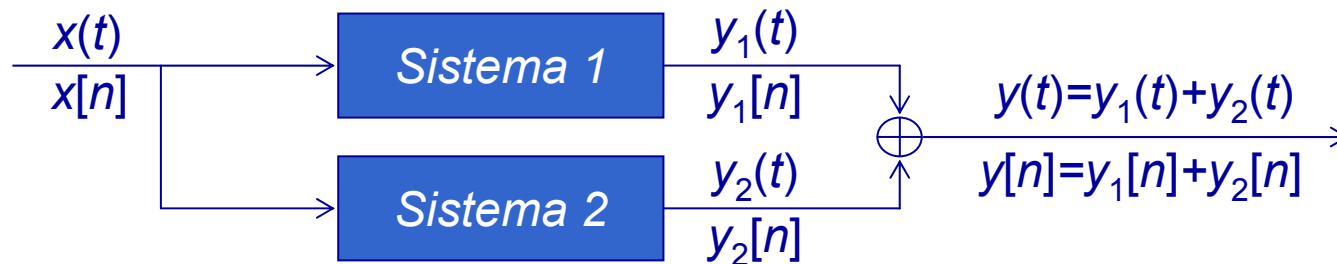 x(t)
x[n]
Sistema 1
y₁(t)
y₁[n]
Sistema 2
y₂(t)
y₂[n]
y(t)=y₁(t)+y₂(t)
y[n]=y₁[n]+y₂[n]